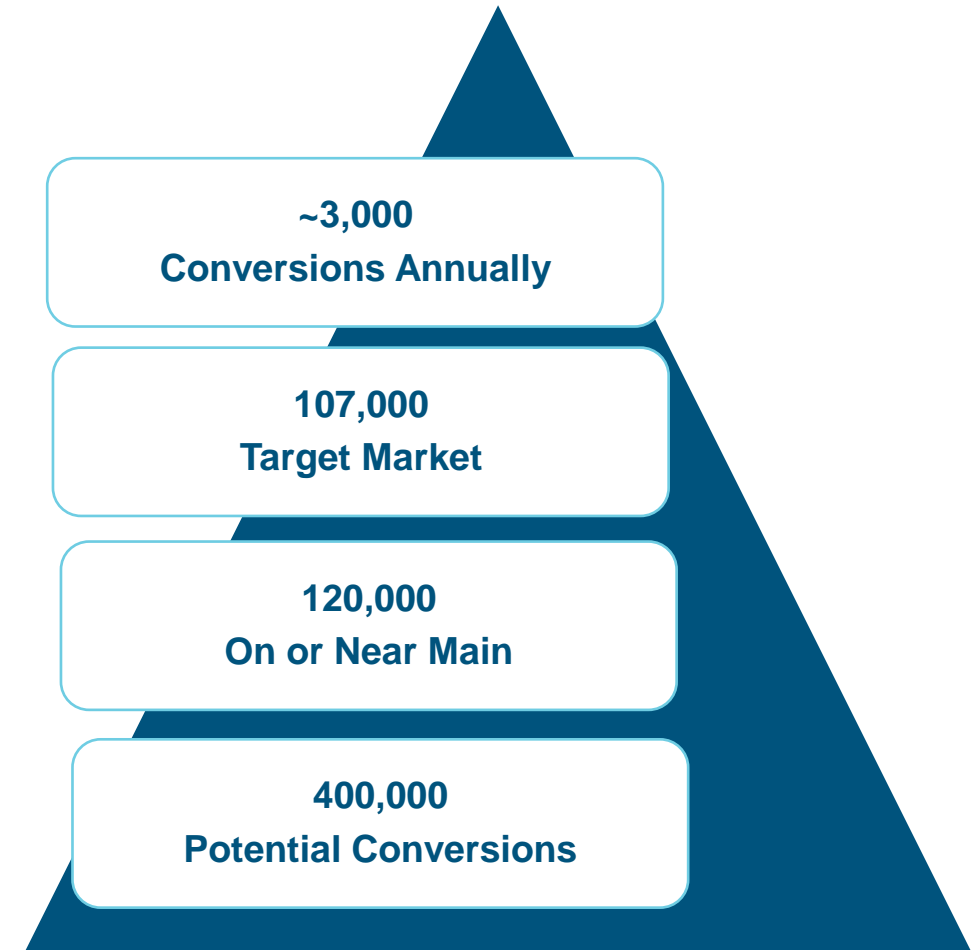 ~3,000
Conversions Annually
107,000
Target Market
120,000
On or Near Main
400,000
Potential Conversions